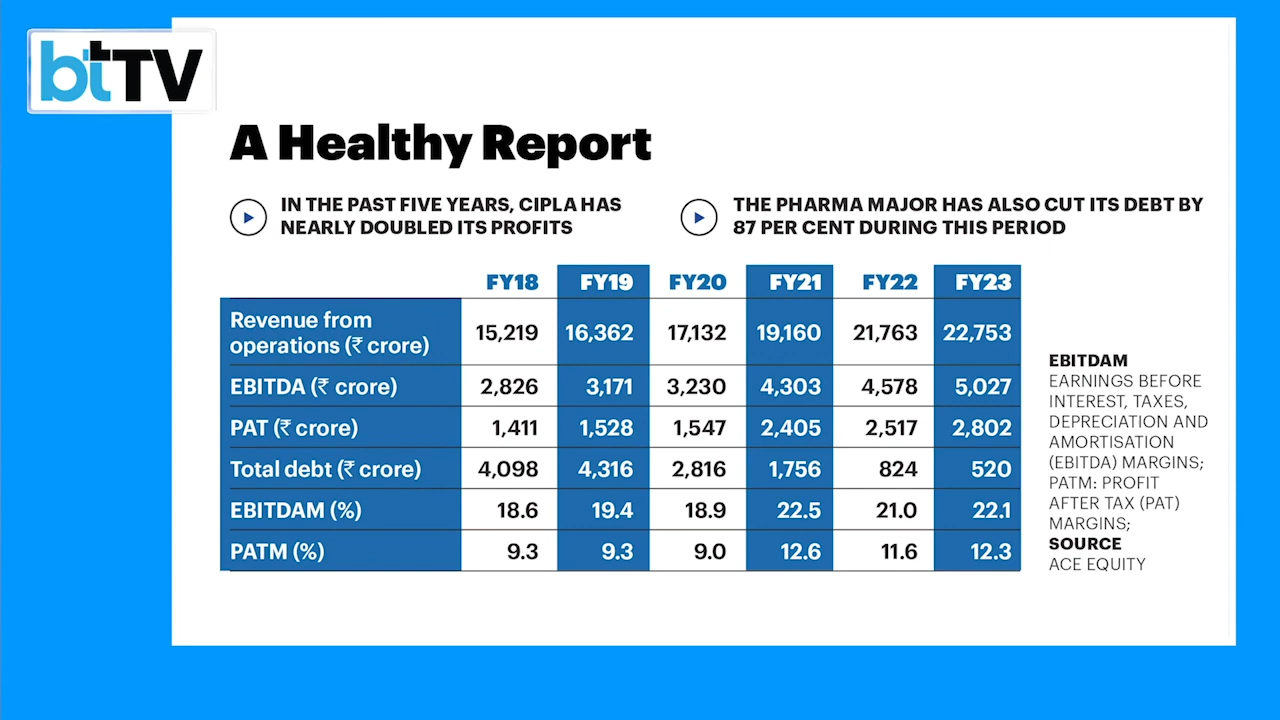 btTV
A Healthy Report
IN THE PAST FIVE YEARS, CIPLA HAS
NEARLY DOUBLED ITS PROFITS
THE PHARMA MAJOR HAS ALSO CUT ITS DEBT BY
87 PER CENT DURING THIS PERIOD
FY18 FY19 FY20 FY21 FY22 FY23
Revenue from
operations (₹ crore) 15,219 16,362 17,132 19,160 21,763 22,753
EBITDA (₹ crore) 2,826 3,171 3,230 4,303 4,578 5,027
PAT (₹ crore) 1,411 1,528 1,547 2,405 2,517 2,802
Total debt (₹ crore) 4,098 4,316 2,816 1,756 824 520
EBITDAM (%) 18.6 19.4 18.9 22.5 21.0 22.1
PATM (%) 9.3 9.3 9.0 12.6 11.6 12.3
EBITDAM
EARNINGS BEFORE
INTEREST, TAXES,
DEPRECIATION AND
AMORTISATION
(EBITDA) MARGINS;
PATM: PROFIT
AFTER TAX (PAT)
MARGINS;
SOURCE
ACE EQUITY